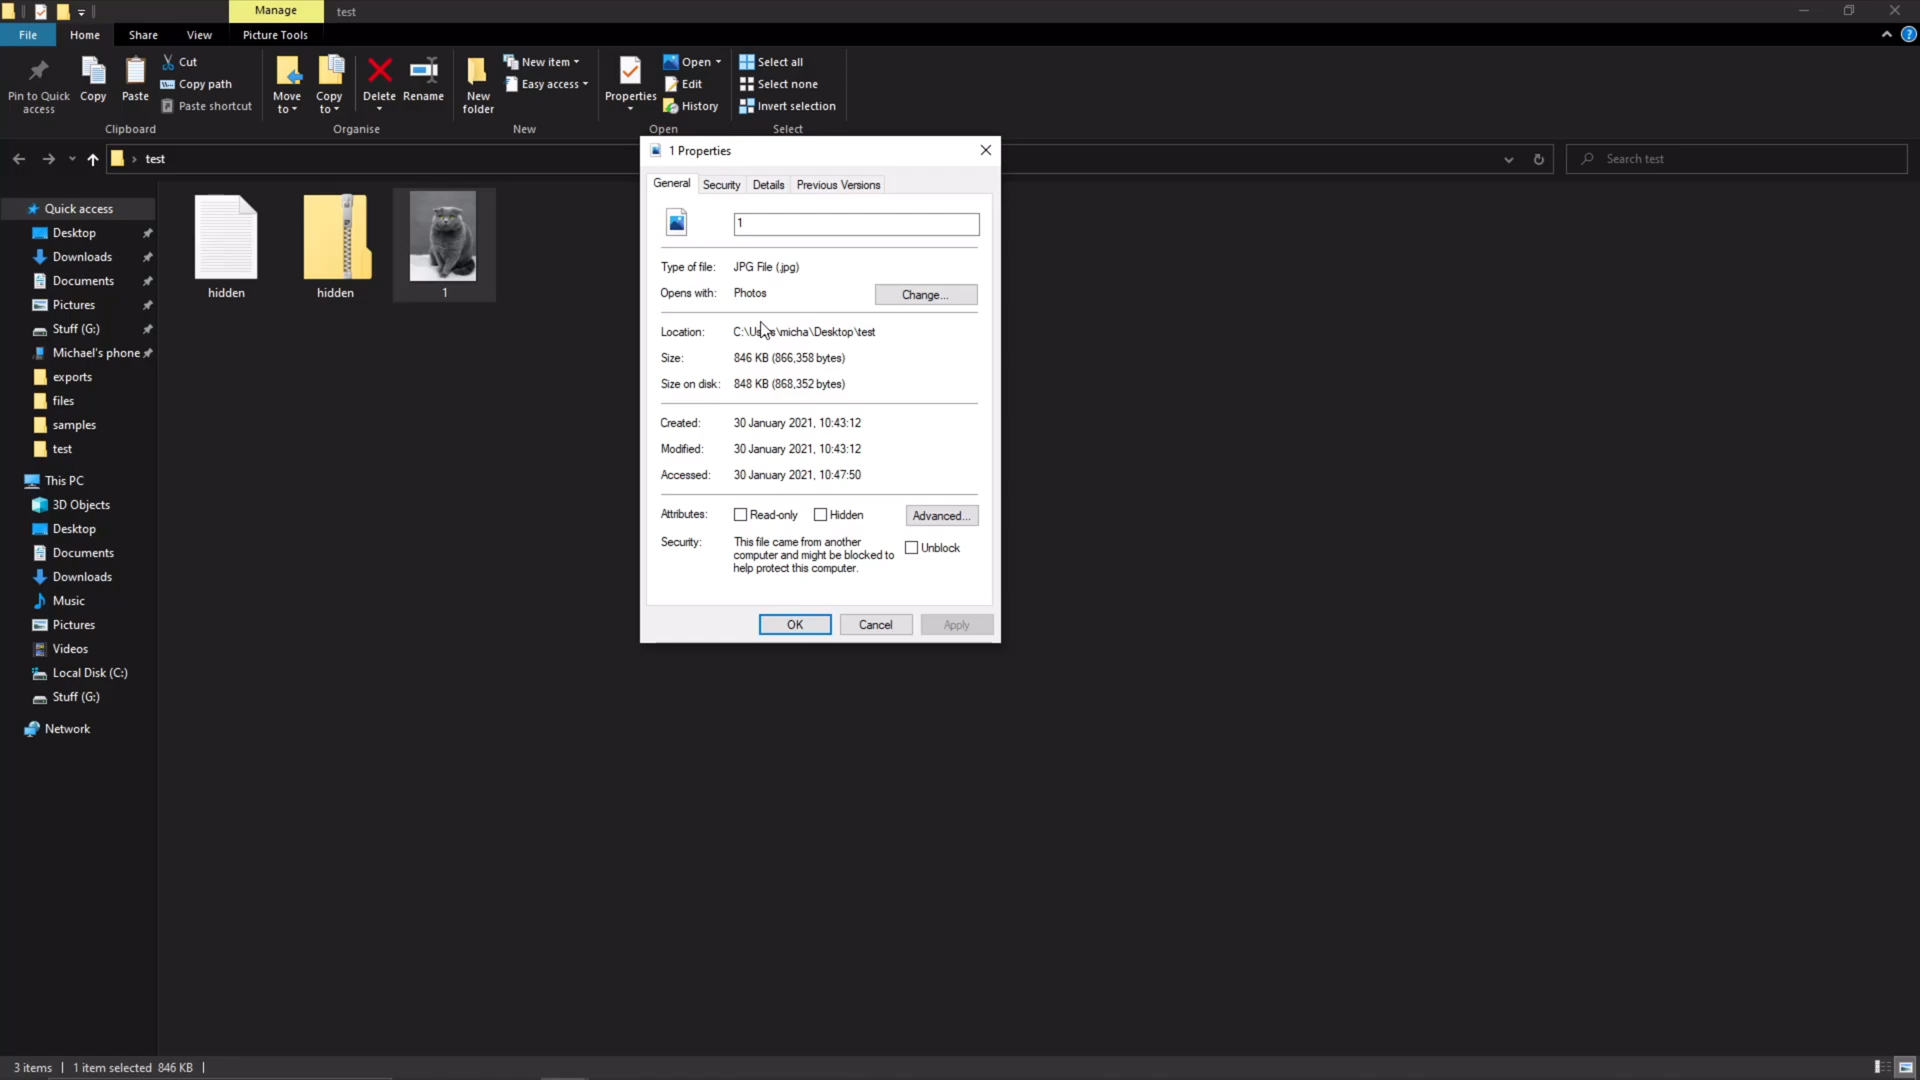 Manage
test
File
Home
Share
View
Picture Tools
Pin to Quick
access
Copy
Paste
Cut
Copy path
Paste shortcut
Clipboard
Move
to
Copy
to
Delete
Rename
Organise
New
folder
New item
Easy access
New
Properties
Open
Edit
History
Open
Select all
Select none
Invert selection
Select
test
Search test
Quick access
Desktop
Downloads
Documents
Pictures
Stuff (G:)
Michael's phone
exports
files
samples
test
This PC
3D Objects
Desktop
Documents
Downloads
Music
Pictures
Videos
Local Disk (C:)
Stuff (G:)
Network
hidden
hidden
1
1 Properties
General
Security
Details
Previous Versions
1
Type of file: JPG File (.jpg)
Opens with: Photos
Change...
Location: C:\Users\micha\Desktop\test
Size: 846 KB (866,358 bytes)
Size on disk: 848 KB (868,352 bytes)
Created: 30 January 2021, 10:43:12
Modified: 30 January 2021, 10:43:12
Accessed: 30 January 2021, 10:47:50
Attributes: Read-only Hidden
Advanced...
Security: This file came from another
computer and might be blocked to
help protect this computer.
Unblock
OK
Cancel
Apply
3 items
1 item selected 846 KB